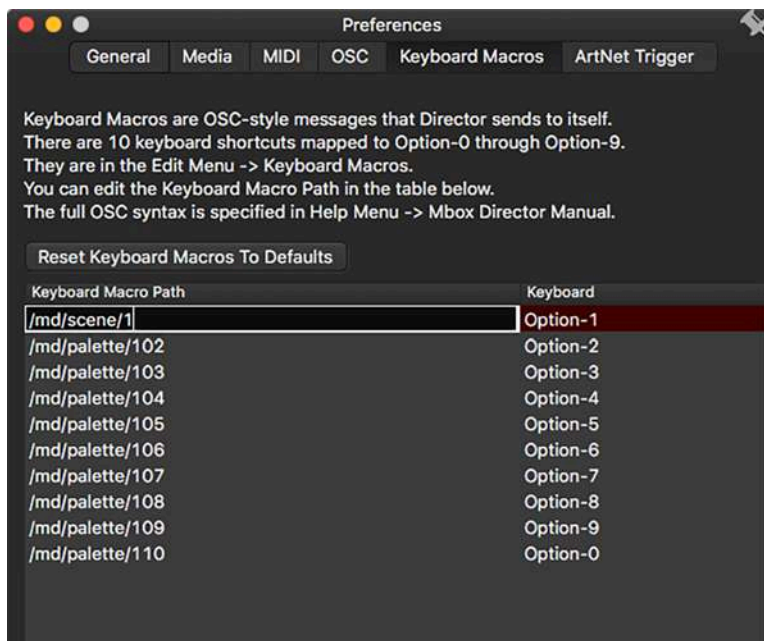 Preferences
General Media MIDI OSC Keyboard Macros ArtNet Trigger
Keyboard Macros are OSC-style messages that Director sends to itself.
There are 10 keyboard shortcuts mapped to Option-0 through Option-9.
They are in the Edit Menu -> Keyboard Macros.
You can edit the Keyboard Macro Path in the table below.
The full OSC syntax is specified in Help Menu -> Mbox Director Manual.
Reset Keyboard Macros To Defaults
Keyboard Macro Path Keyboard
/md/scene/1 Option-1
/md/palette/102 Option-2
/md/palette/103 Option-3
/md/palette/104 Option-4
/md/palette/105 Option-5
/md/palette/106 Option-6
/md/palette/107 Option-7
/md/palette/108 Option-8
/md/palette/109 Option-9
/md/palette/110 Option-0